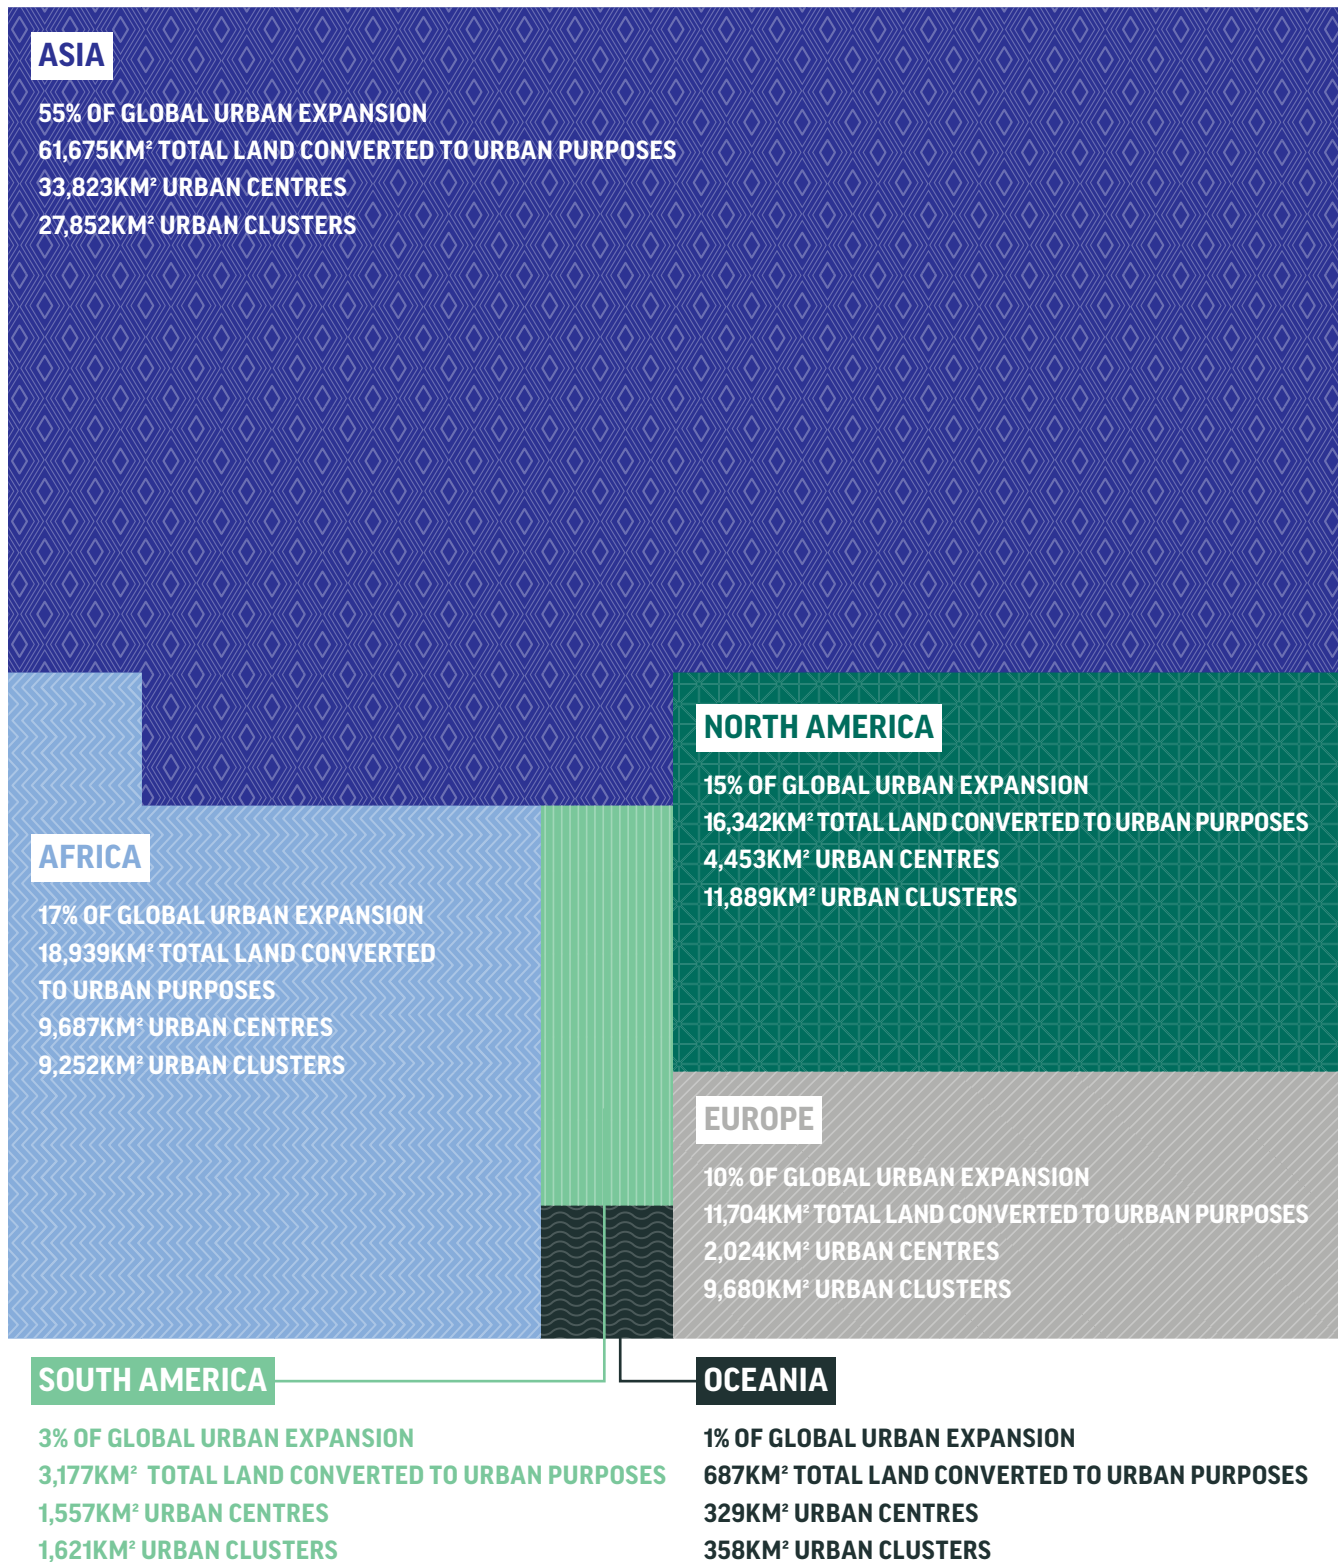 ASIA
55% OF GLOBAL URBAN EXPANSION
61,675KM² TOTAL LAND CONVERTED TO URBAN PURPOSES
33,823KM² URBAN CENTRES
27,852KM² URBAN CLUSTERS
NORTH AMERICA
15% OF GLOBAL URBAN EXPANSION
16,342KM² TOTAL LAND CONVERTED TO URBAN PURPOSES
4,453KM² URBAN CENTRES
11,889KM² URBAN CLUSTERS
AFRICA
17% OF GLOBAL URBAN EXPANSION
18,939KM² TOTAL LAND CONVERTED
TO URBAN PURPOSES
9,687KM² URBAN CENTRES
9,252KM² URBAN CLUSTERS
EUROPE
10% OF GLOBAL URBAN EXPANSION
11,704KM² TOTAL LAND CONVERTED TO URBAN PURPOSES
2,024KM² URBAN CENTRES
9,680KM² URBAN CLUSTERS
SOUTH AMERICA
3% OF GLOBAL URBAN EXPANSION
3,177KM² TOTAL LAND CONVERTED TO URBAN PURPOSES
1,557KM² URBAN CENTRES
1,621KM² URBAN CLUSTERS
OCEANIA
1% OF GLOBAL URBAN EXPANSION
687KM² TOTAL LAND CONVERTED TO URBAN PURPOSES
329KM² URBAN CENTRES
358KM² URBAN CLUSTERS